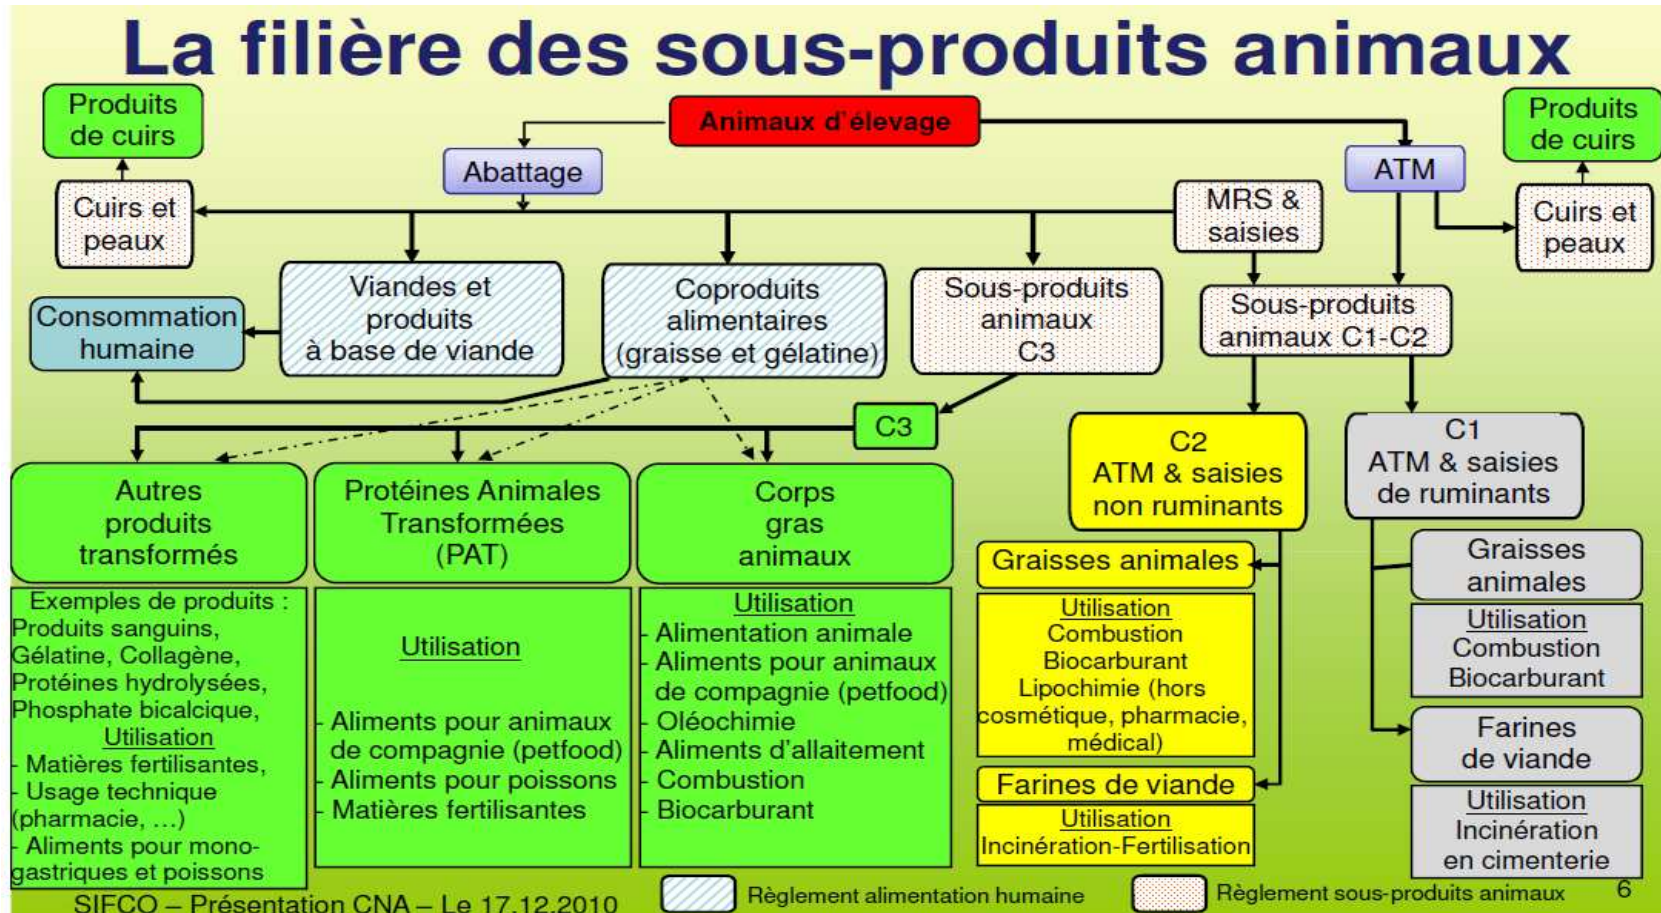 La filière des sous-produits animaux
Produits
de cuirs
Animaux d'élevage
Produits
de cuirs
Abattage
ATM
Cuirs et
peaux
MRS &
saisies
Cuirs et
peaux
Viandes et
produits
à base de viande
Coproduits
alimentaires
(graisse et gélatine)
Sous-produits
animaux
C3
Sous-produits
animaux C1-C2
Consommation
humaine
C3
C2
ATM & saisies
non ruminants
C1
ATM & saisies
de ruminants
Autres
produits
transformés
Protéines Animales
Transformées
(PAT)
Corps
gras
animaux
Exemples de produits :
Produits sanguins,
Gélatine, Collagène,
Protéines hydrolysées,
Phosphate bicalcique,
Utilisation
- Matières fertilisantes,
- Usage technique
(pharmacie, ...)
- Aliments pour mono-
gastriques et poissons
Utilisation
- Aliments pour animaux
de compagnie (petfood)
- Aliments pour poissons
- Matières fertilisantes
Utilisation
- Alimentation animale
- Aliments pour animaux
de compagnie (petfood)
- Oléochimie
- Aliments d'allaitement
- Combustion
- Biocarburant
Graisses animales
Utilisation
Combustion
Biocarburant
Lipochimie (hors
cosmétique, pharmacie,
médical)
Farines de viande
Utilisation
Incinération-Fertilisation
Graisses
animales
Utilisation
Combustion
Biocarburant
Farines
de viande
Utilisation
Incinération
en cimenterie
SIFCO – Présentation CNA – Le 17.12.2010
Règlement alimentation humaine
Règlement sous-produits animaux
6